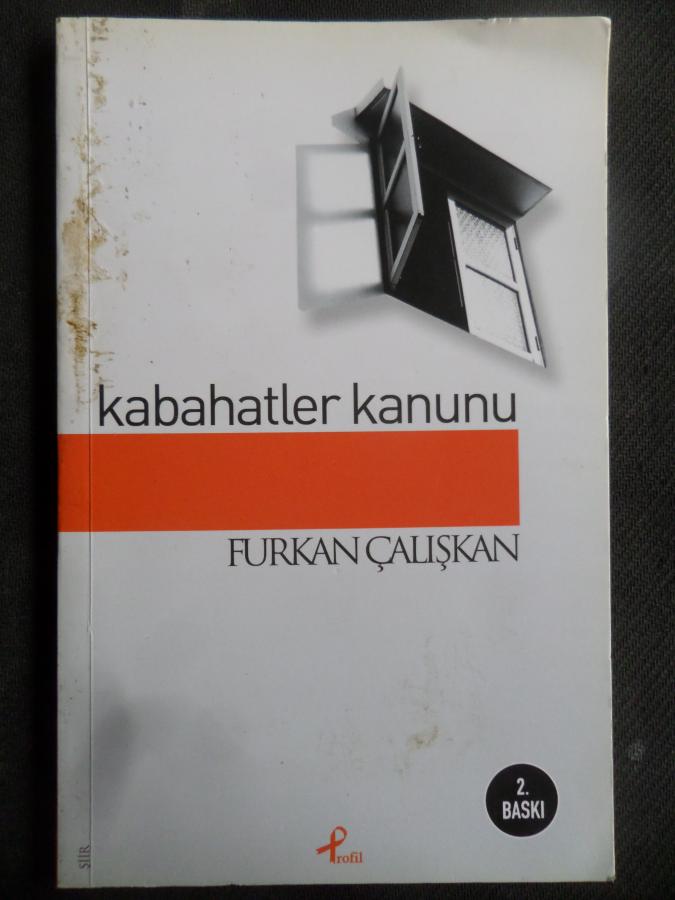 kabahatler kanunu
FURKAN ÇALIŞKAN
2.
BASKI
Profil
ŞİİR